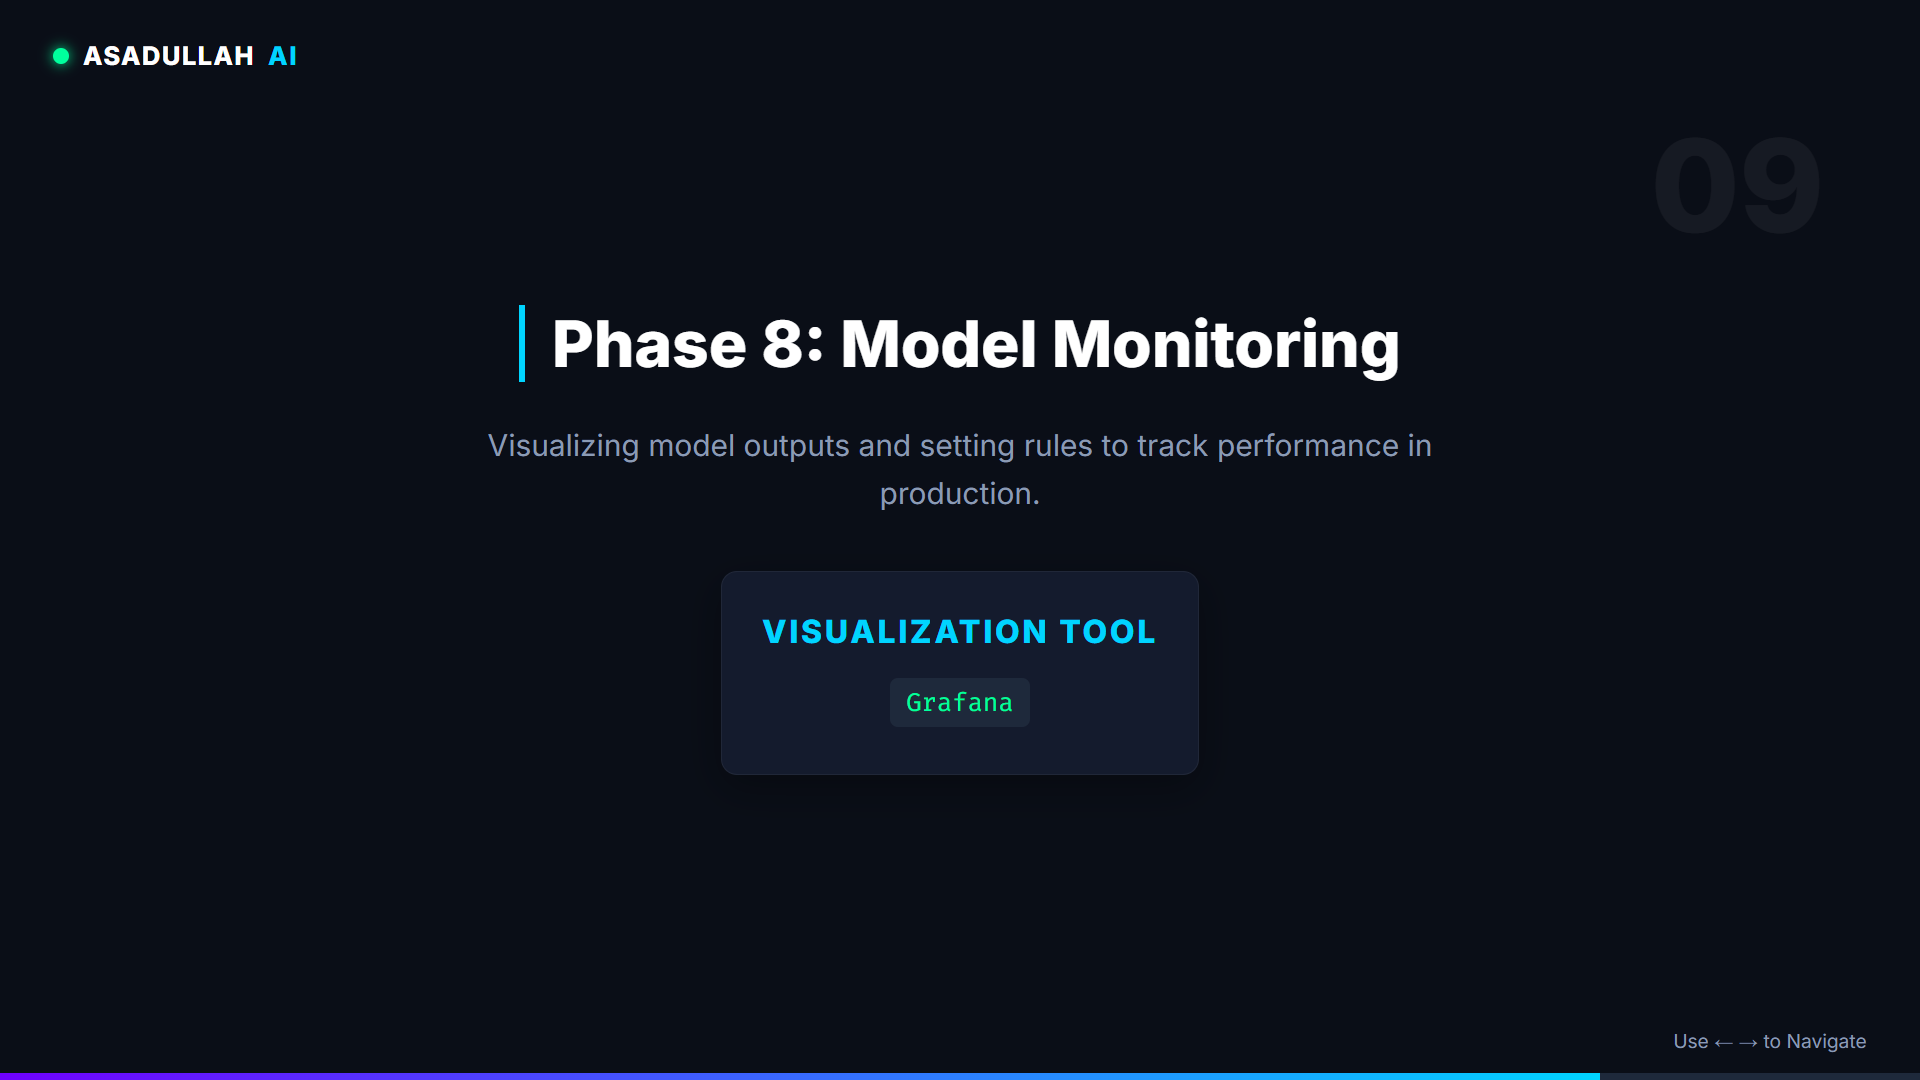 ASADULLAH AI
09
Phase 8: Model Monitoring
Visualizing model outputs and setting rules to track performance in
production.
VISUALIZATION TOOL
Grafana
Use ← → to Navigate